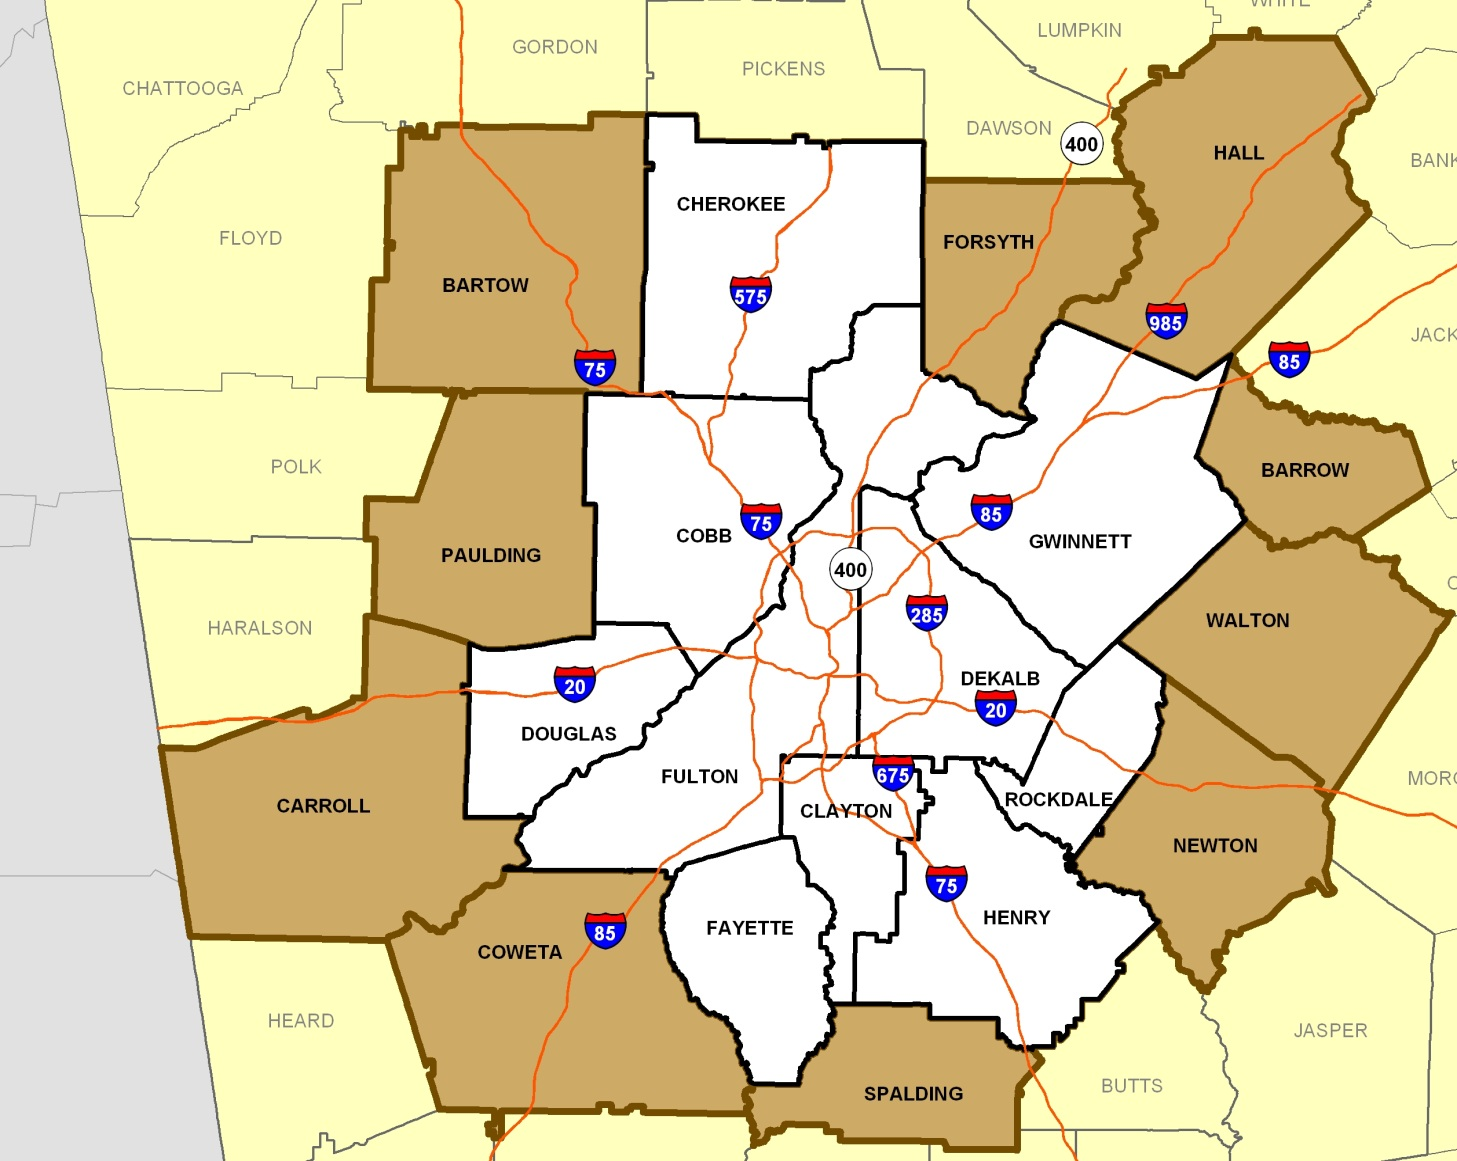 WHITE
LUMPKIN
GORDON
PICKENS
CHATTOOGA
DAWSON
400
HALL
CHEROKEE
FLOYD
FORSYTH
BARTOW
575
985
85
75
POLK
BARROW
85
75
COBB
GWINNETT
PAULDING
400
285
WALTON
HARALSON
DEKALB
20
20
DOUGLAS
FULTON
675
ROCKDALE
CARROLL
CLAYTON
NEWTON
75
HENRY
FAYETTE
85
COWETA
HEARD
JASPER
BUTTS
SPALDING
BANK
JACK
MORG